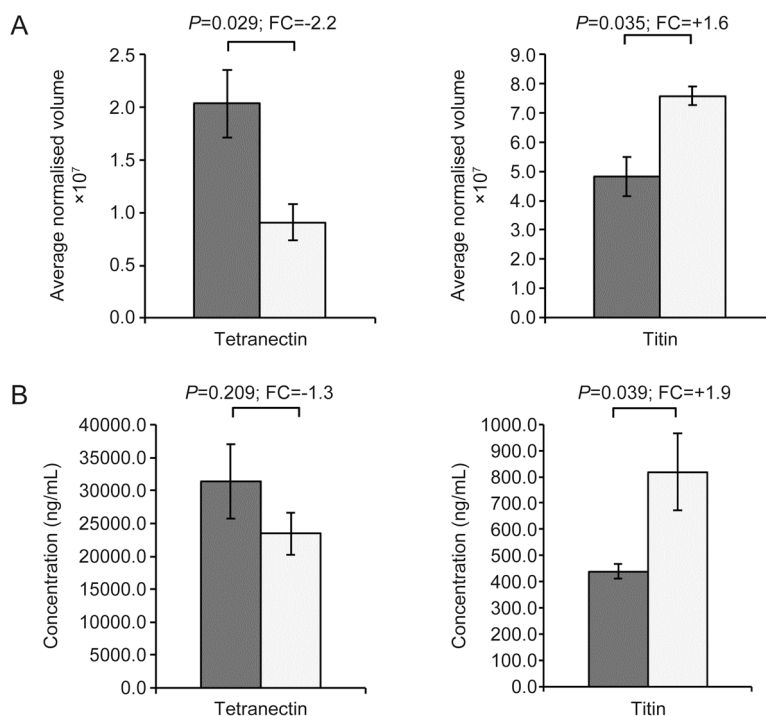 A
P=0.029; FC=-2.2
Average normalised volume
×10⁷
2.5
2.0
1.5
1.0
0.5
0.0
Tetranectin
P=0.035; FC=+1.6
Average normalised volume
×10⁷
9.0
8.0
7.0
6.0
5.0
4.0
3.0
4.0
1.0
0.0
Titin
B
P=0.209; FC=-1.3
Concentration (ng/mL)
40000.0
35000.0
30000.0
25000.0
20000.0
15000.0
10000.0
5000.0
0.0
Tetranectin
P=0.039; FC=+1.9
Concentration (ng/mL)
1000.0
900.0
800.0
700.0
600.0
500.0
400.0
300.0
200.0
100.0
0.0
Titin